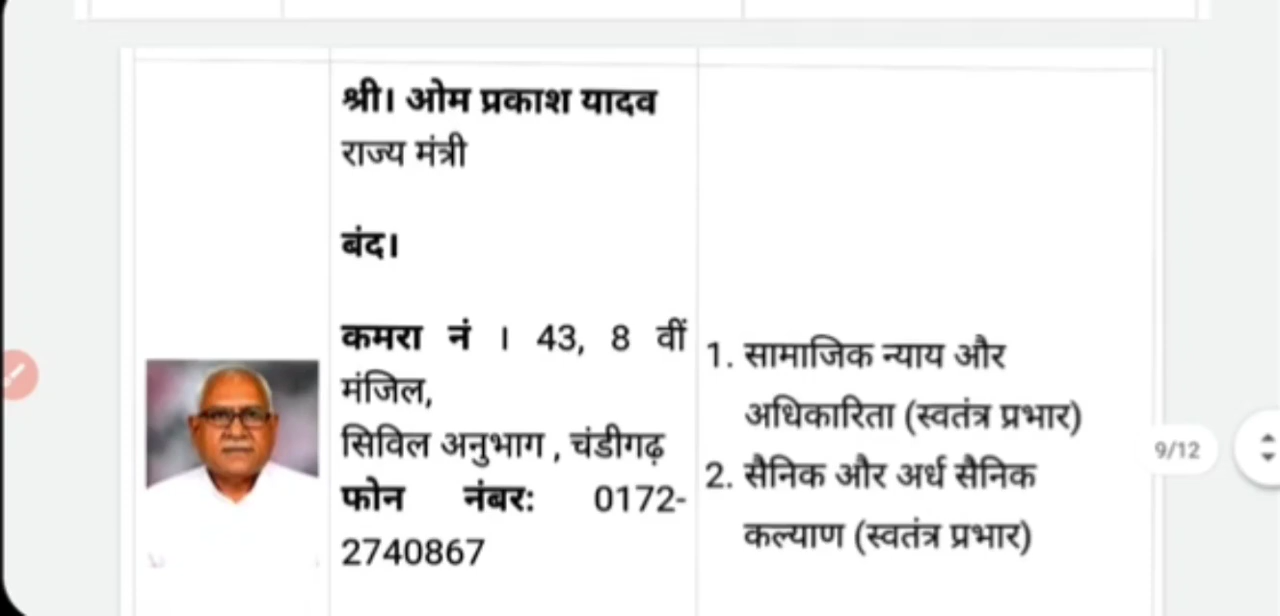 श्री। ओम प्रकाश यादव
राज्य मंत्री
बंद।
कमरा नं । 43, 8 वीं
मंजिल,
सिविल अनुभाग , चंडीगढ़
फोन नंबर: 0172-
2740867
1. सामाजिक न्याय और
अधिकारिता (स्वतंत्र प्रभार)
2. सैनिक और अर्ध सैनिक
कल्याण (स्वतंत्र प्रभार)
9/12